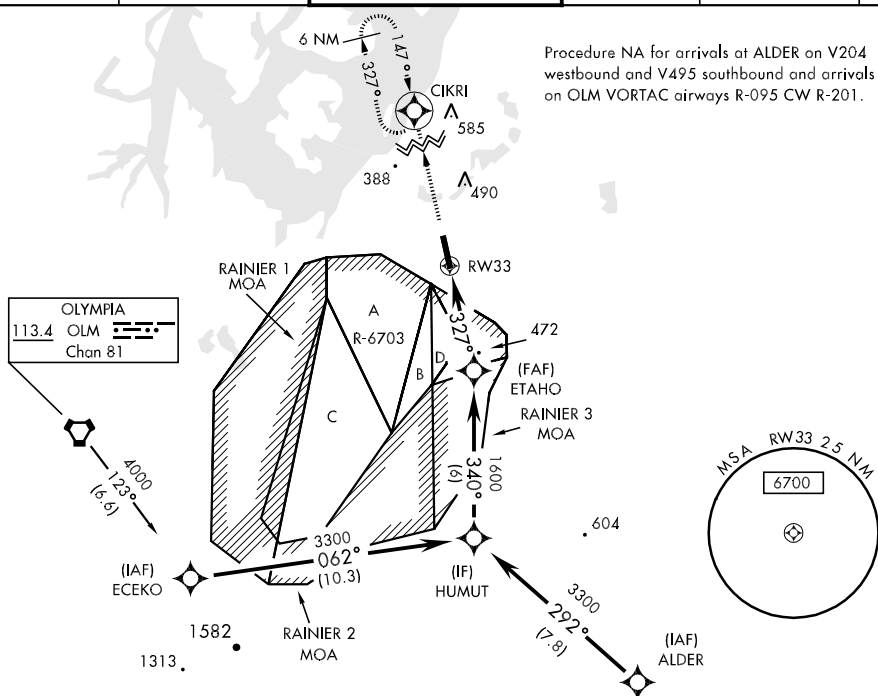 6 NM
147°
327°
CIKRI
585
388
490
Procedure NA for arrivals at ALDER on V204
westbound and V495 southbound and arrivals
on OLM VORTAC airways R-095 CW R-201.
RAINIER 1
MOA
RW33
A
R-6703
327°
472
OLYMPIA
113.4 OLM
Chan 81
D
B
(FAF)
ETAHO
C
RAINIER 3
MOA
4000
123°
(6.6)
1600
340°
(6)
MSA RW33 25 NM
6700
3300
062°
(10.3)
604
(IAF)
ECEKO
(IF)
HUMUT
3300
292°
(7.8)
1582
1313
RAINIER 2
MOA
(IAF)
ALDER